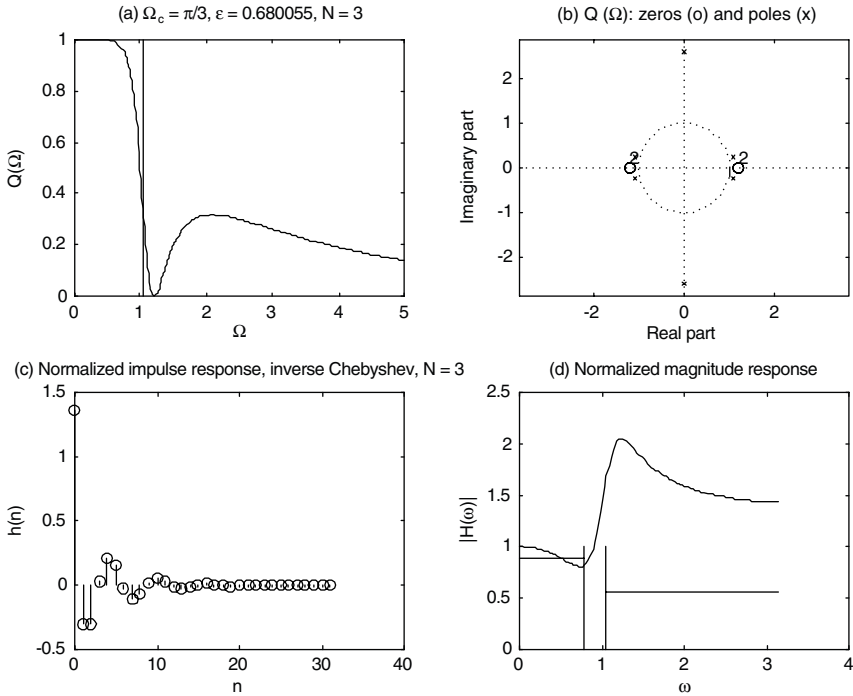 (a) Ω_c = π/3, ε = 0.680055, N = 3
1
0.8
0.6
0.4
0.2
0
Q(Ω)
0 1 2 3 4 5
Ω
(b) Q (Ω): zeros (o) and poles (x)
2
1
0
-1
-2
Imaginary part
2 2
-2 0 2
Real part
(c) Normalized impulse response, inverse Chebyshev, N = 3
1.5
1
0.5
0
-0.5
h(n)
0 10 20 30 40
n
(d) Normalized magnitude response
2.5
2
1.5
1
0.5
0
|H(ω)|
0 1 2 3 4
ω